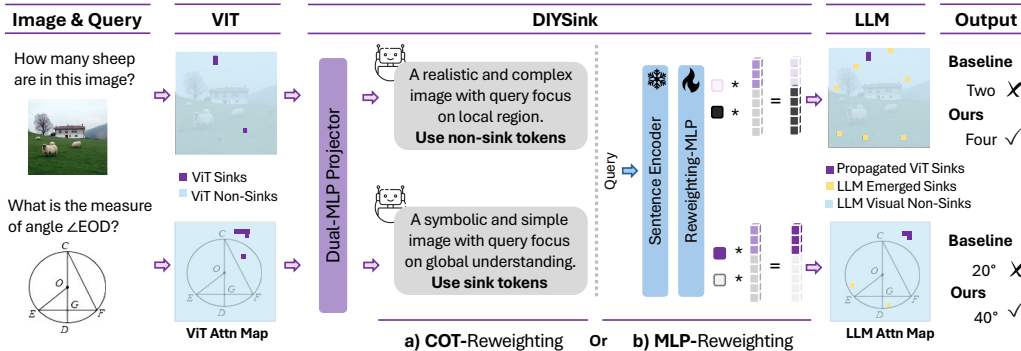 Image & Query
VIT
DIYSink
LLM
Output
How many sheep
are in this image?
ViT Sinks
ViT Non-Sinks
What is the measure
of angle ∠EOD?
C
O
G
E
F
D
C
O
G
E
F
D
ViT Attn Map
Dual-MLP Projector
A realistic and complex
image with query focus
on local region.
Use non-sink tokens
A symbolic and simple
image with query focus
on global understanding.
Use sink tokens
a) COT-Reweighting
Or
Query
Sentence Encoder
Reweighting-MLP
*
*
=
*
*
=
b) MLP-Reweighting
Propagated ViT Sinks
LLM Emerged Sinks
LLM Visual Non-Sinks
C
O
G
E
F
D
LLM Attn Map
Baseline
Two ✗
Ours
Four ✓
Baseline
20° ✗
Ours
40° ✓